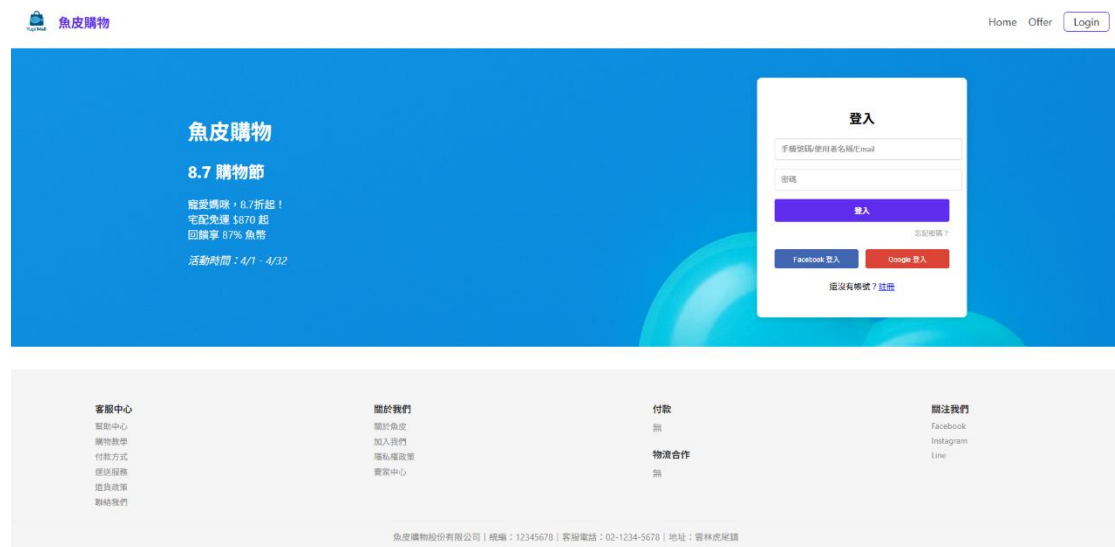 Yupi Mall
魚皮購物
Home Offer Login
魚皮購物
8.7 購物節
寵愛媽咪，8.7折起！
宅配免運 $870 起
回饋享 87% 魚幣
活動時間：4/1 - 4/32
登入
手機號碼/使用者名稱/Email
密碼
登入
忘記密碼？
Facebook 登入 Google 登入
還沒有帳號？註冊
客服中心
幫助中心
購物教學
付款方式
運送服務
退貨政策
聯絡我們
關於我們
關於魚皮
加入我們
隱私權政策
賣家中心
付款
無
物流合作
無
關注我們
Facebook
Instagram
Line
魚皮購物股份有限公司｜統編：12345678｜客服電話：02-1234-5678｜地址：雲林虎尾鎮